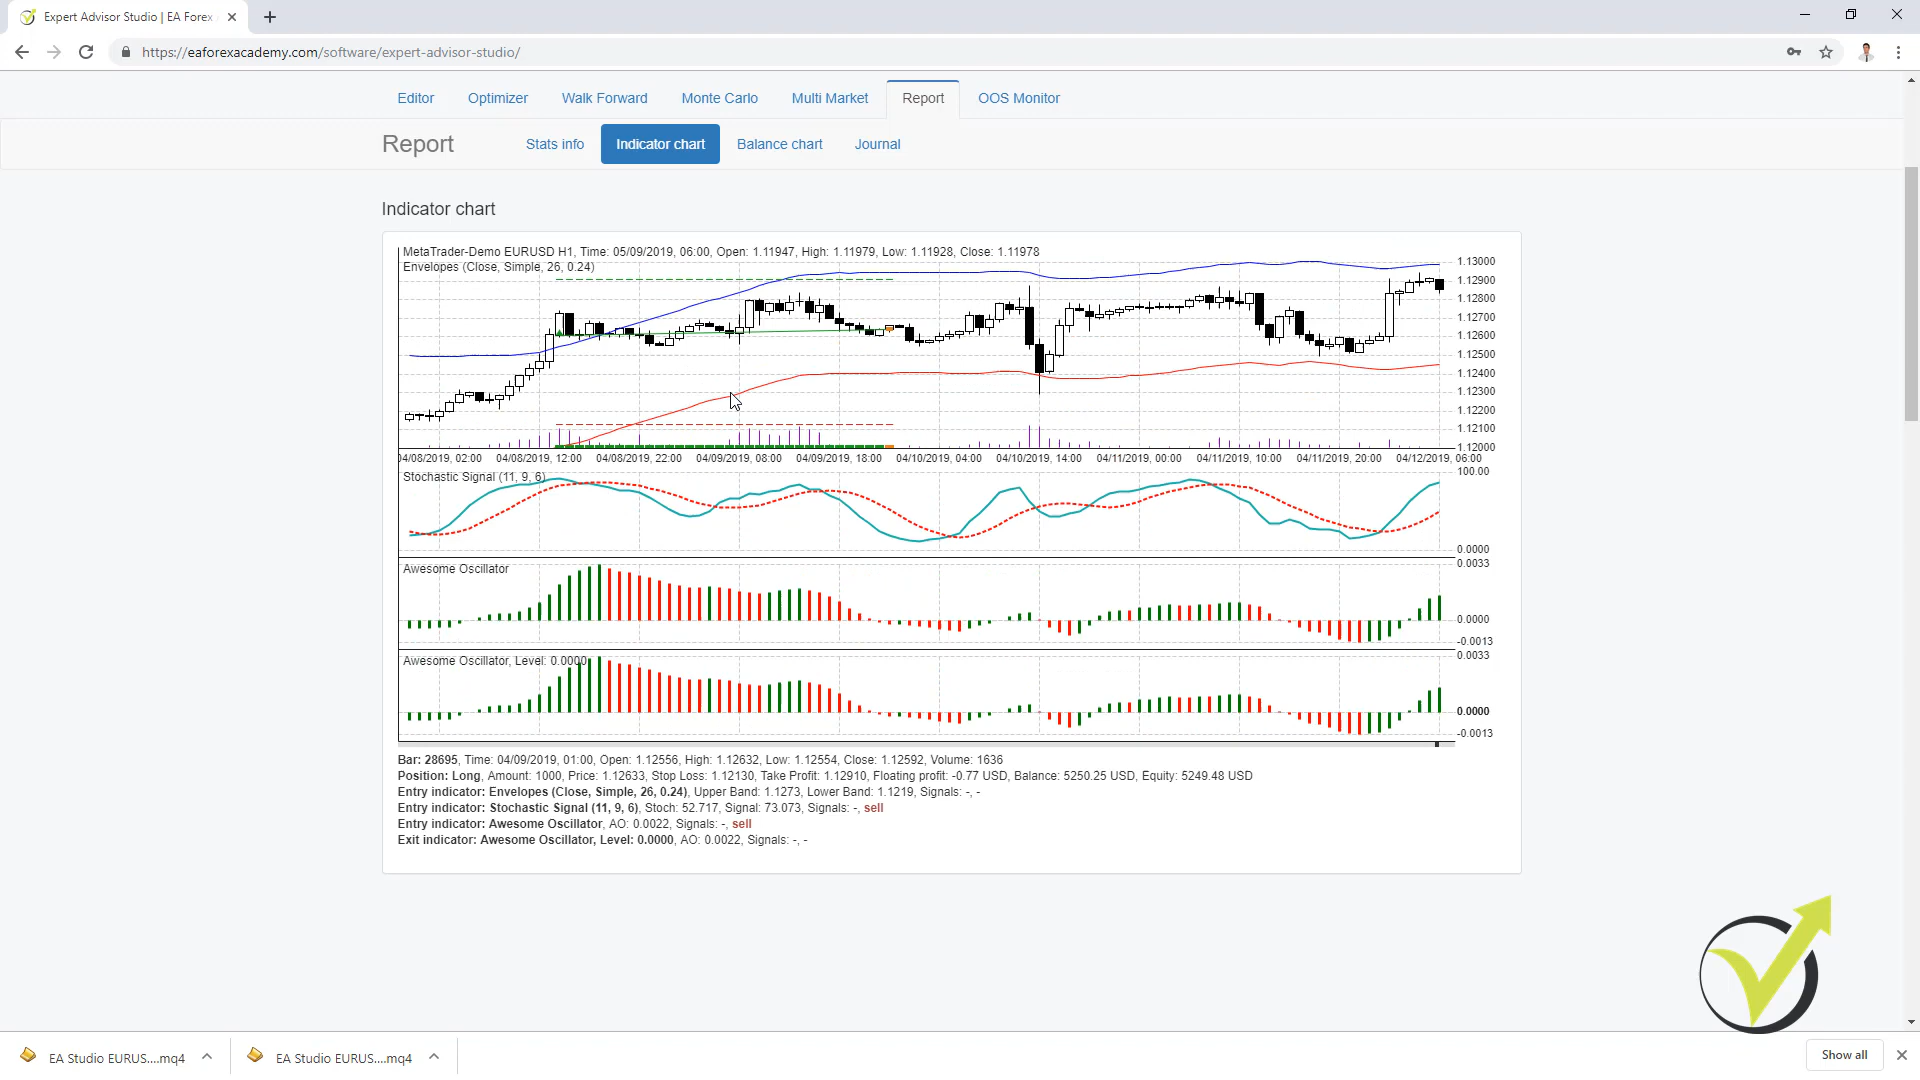 Expert Advisor Studio | EA Forex
https://eaforexacademy.com/software/expert-advisor-studio/
Editor Optimizer Walk Forward Monte Carlo Multi Market Report OOS Monitor
Report Stats info Indicator chart Balance chart Journal
Indicator chart
MetaTrader-Demo EURUSD H1, Time: 05/09/2019, 06:00, Open: 1.11947, High: 1.11979, Low: 1.11928, Close: 1.11978
Envelopes (Close, Simple, 26, 0.24)
1.13000
1.12900
1.12800
1.12700
1.12600
1.12500
1.12400
1.12300
1.12200
1.12100
1.12000
04/08/2019, 02:00 04/08/2019, 12:00 04/08/2019, 22:00 04/09/2019, 08:00 04/09/2019, 18:00 04/10/2019, 04:00 04/10/2019, 14:00 04/11/2019, 00:00 04/11/2019, 10:00 04/11/2019, 20:00 04/12/2019, 06:00
Stochastic Signal (11, 9, 6)
100.00
0.0000
Awesome Oscillator
0.0033
0.0000
-0.0013
Awesome Oscillator, Level: 0.0000
0.0033
0.0000
-0.0013
Bar: 28695, Time: 04/09/2019, 01:00, Open: 1.12556, High: 1.12632, Low: 1.12554, Close: 1.12592, Volume: 1636
Position: Long, Amount: 1000, Price: 1.12633, Stop Loss: 1.12130, Take Profit: 1.12910, Floating profit: -0.77 USD, Balance: 5250.25 USD, Equity: 5249.48 USD
Entry indicator: Envelopes (Close, Simple, 26, 0.24), Upper Band: 1.1273, Lower Band: 1.1219, Signals: -, -
Entry indicator: Stochastic Signal (11, 9, 6), Stoch: 52.717, Signal: 73.073, Signals: -, sell
Entry indicator: Awesome Oscillator, AO: 0.0022, Signals: -, sell
Exit indicator: Awesome Oscillator, Level: 0.0000, AO: 0.0022, Signals: -, -
EA Studio EURUS....mq4 EA Studio EURUS....mq4 Show all